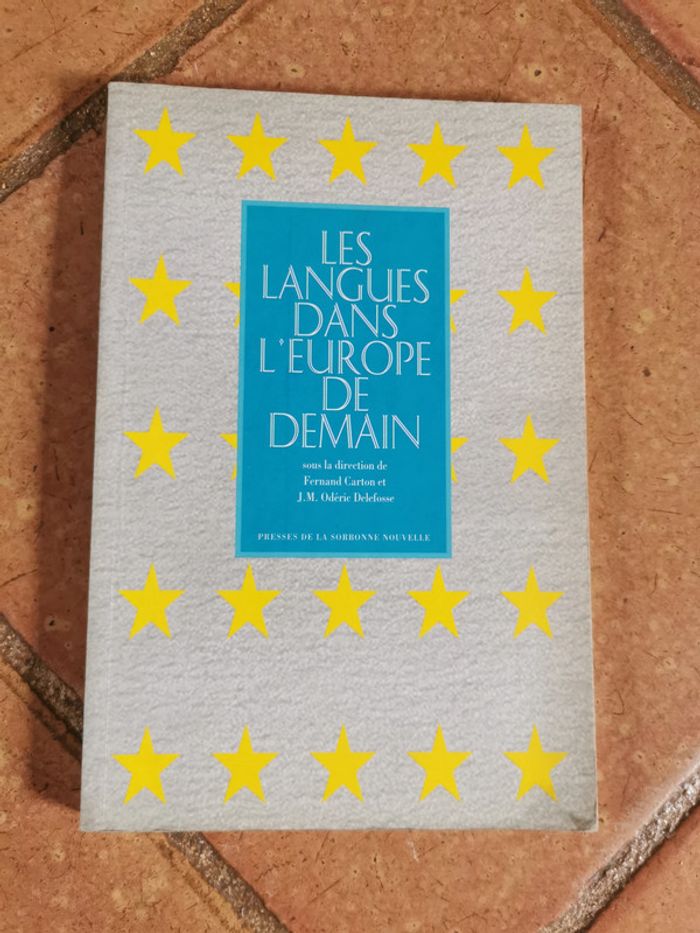 LES
LANGUES
DANS
L'EUROPE
DE
DEMAIN
sous la direction de
Fernand Carton et
J.M. Odéric Delefosse
PRESSES DE LA SORBONNE NOUVELLE